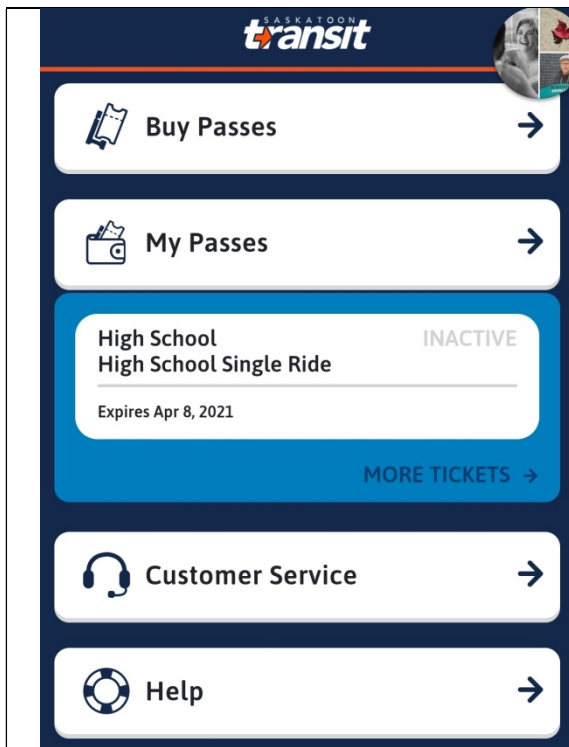 SASKATOON
transit
Buy Passes
My Passes
High School
INACTIVE
High School Single Ride
Expires Apr 8, 2021
MORE TICKETS
Customer Service
Help